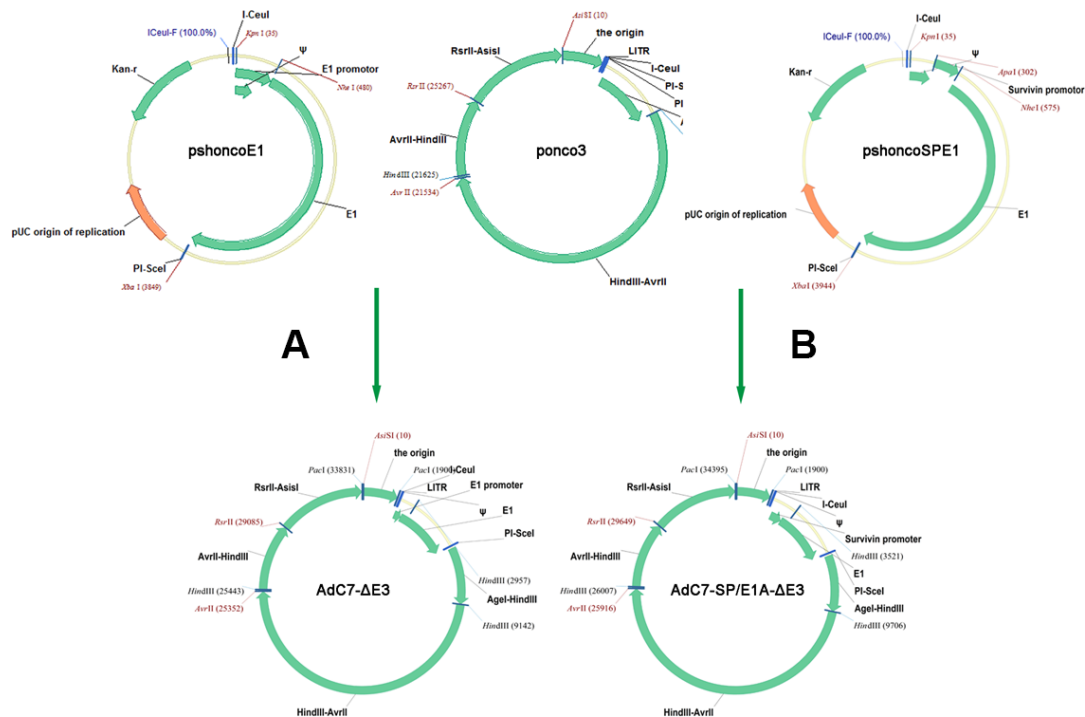 I-CeuI
ICeuI-F (100.0%)
KpnI (35)
Ψ
E1 promotor
NheI (480)
Kan-r
pshoncoE1
E1
pUC origin of replication
PI-SceI
XbaI (3849)
AsiSI (10)
the origin
LITR
I-CeuI
PI-S
PI
RsrII-AsisI
RsrII (25267)
AvrII-HindIII
ponco3
HindIII (21625)
AvrII (21534)
HindIII-AvrII
I-CeuI
ICeuI-F (100.0%)
KpnI (35)
Ψ
ApaI (302)
Survivin promotor
NheI (575)
Kan-r
pshoncoSPE1
pUC origin of replication
E1
PI-SceI
XbaI (3944)
A
B
AsiSI (10)
PacI (33831)
the origin
PacI (1900)
I-CeuI
LITR
E1 promoter
Ψ
E1
PI-SceI
RsrII-AsisI
RsrII (29085)
AvrII-HindIII
HindIII (2957)
AgeI-HindIII
HindIII (25443)
AvrII (25352)
AdC7-ΔE3
HindIII (9142)
HindIII-AvrII
AsiSI (10)
PacI (34395)
the origin
PacI (1900)
LITR
I-CeuI
Ψ
Survivin promoter
HindIII (3521)
RsrII-AsisI
RsrII (29649)
AvrII-HindIII
E1
PI-SceI
AgeI-HindIII
HindIII (26007)
AvrII (25916)
AdC7-SP/E1A-ΔE3
HindIII (9706)
HindIII-AvrII